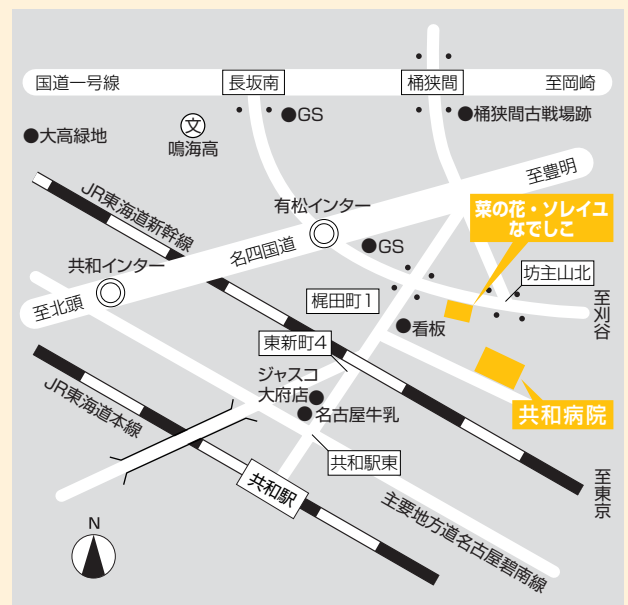 国道一号線
長坂南
桶狭間
至岡崎
GS
桶狭間古戦場跡
文
鳴海高
大高緑地
至豊明
JR東海道新幹線
有松インター
菜の花・ソレイユ
なでしこ
名四国道
GS
共和インター
坊主山北
至北頭
梶田町1
至刈谷
看板
東新町4
ジャスコ
大府店
名古屋牛乳
共和病院
JR東海道本線
共和駅東
共和駅
至東京
主要地方道名古屋碧南線
N